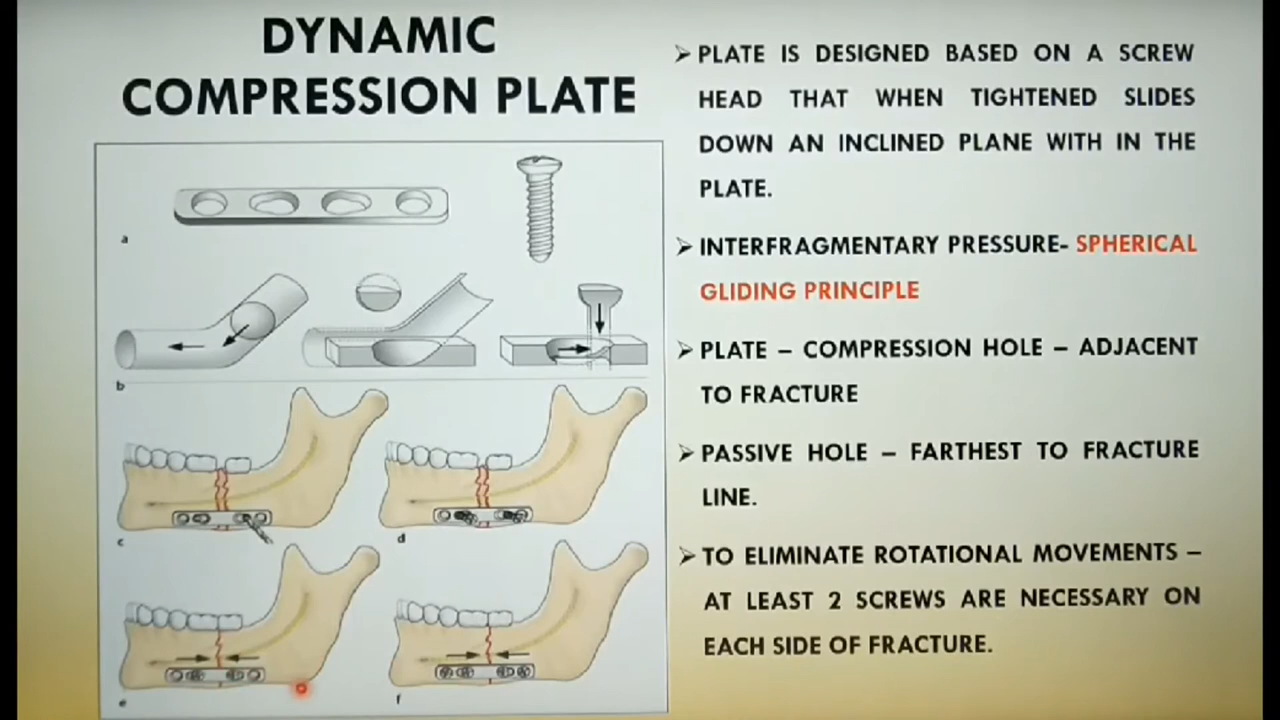 DYNAMIC
COMPRESSION PLATE
a
b
c
d
e
f
➢ PLATE IS DESIGNED BASED ON A SCREW
HEAD THAT WHEN TIGHTENED SLIDES
DOWN AN INCLINED PLANE WITH IN THE
PLATE.
➢ INTERFRAGMENTARY PRESSURE- SPHERICAL
GLIDING PRINCIPLE
➢ PLATE – COMPRESSION HOLE – ADJACENT
TO FRACTURE
➢ PASSIVE HOLE – FARTHEST TO FRACTURE
LINE.
➢ TO ELIMINATE ROTATIONAL MOVEMENTS –
AT LEAST 2 SCREWS ARE NECESSARY ON
EACH SIDE OF FRACTURE.